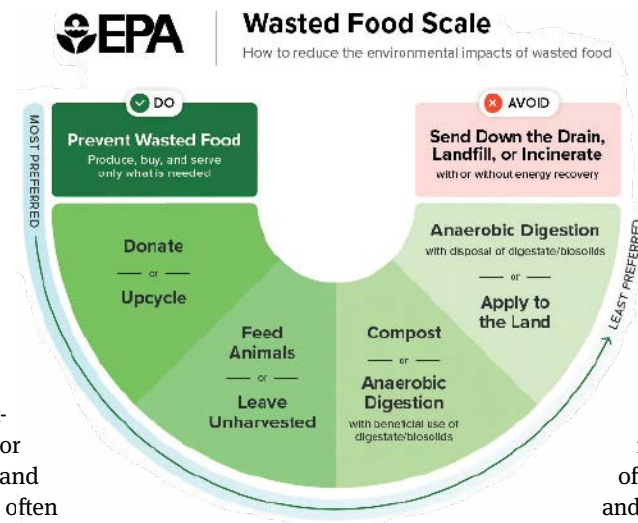 EPA
Wasted Food Scale
How to reduce the environmental impacts of wasted food
DO
Prevent Wasted Food
Produce, buy, and serve
only what is needed
AVOID
Send Down the Drain,
Landfill, or Incinerate
with or without energy recovery
MOST PREFERRED
Donate
or
Upcycle
Feed
Animals
or
Leave
Unharvested
Compost
or
Anaerobic
Digestion
with beneficial use of
digestate/biosolids
Anaerobic Digestion
with disposal of digestate/biosolids
or
Apply to
the Land
LEAST PREFERRED
or
and
often
of
and